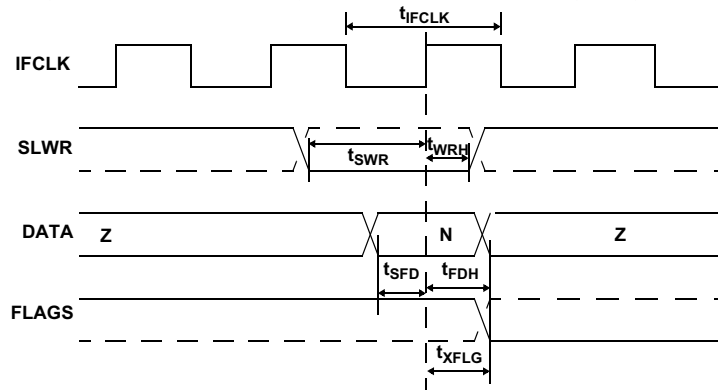 tIFCLK
IFCLK
SLWR
tSWR
tWRH
DATA
Z
N
Z
tSFD
tFDH
FLAGS
tXFLG